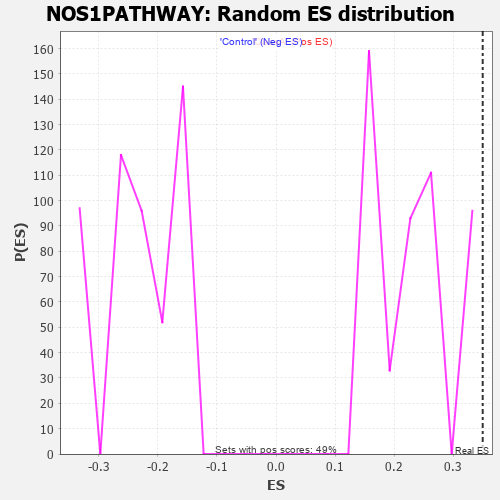 NOS1PATHWAY: Random ES distribution
'Control' (Neg ES) os ES)
160
150
140
130
120
110
100
90
80
70
60
50
40
30
20
10
0
P(ES)
Sets with pos scores: 49%
Real ES
-0.3 -0.2 -0.1 0.0 0.1 0.2 0.3
ES